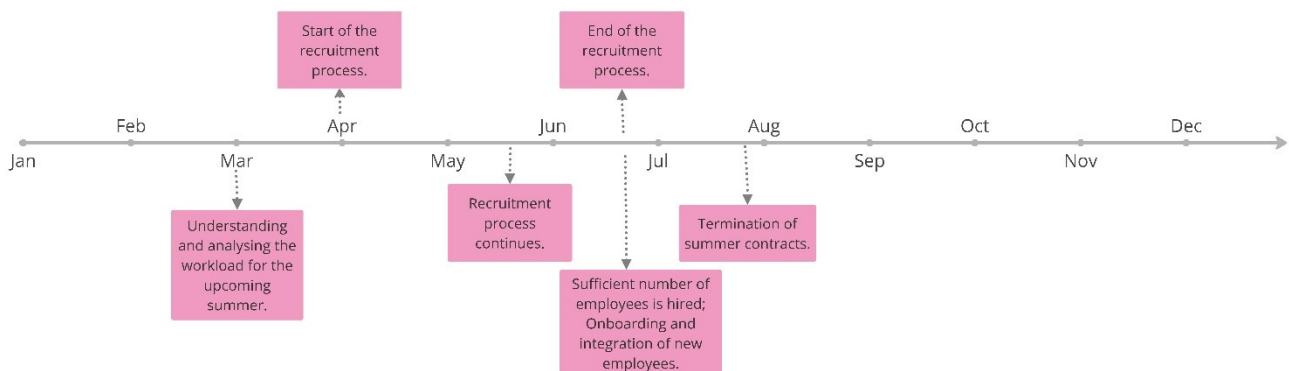 Start of the
recruitment
process.
End of the
recruitment
process.
Feb
Apr
Jun
Aug
Oct
Dec
Jan
Mar
May
Jul
Sep
Nov
Understanding
and analysing the
workload for the
upcoming
summer.
Recruitment
process
continues.
Sufficient number of
employees is hired;
Onboarding and
integration of new
employees.
Termination of
summer contracts.